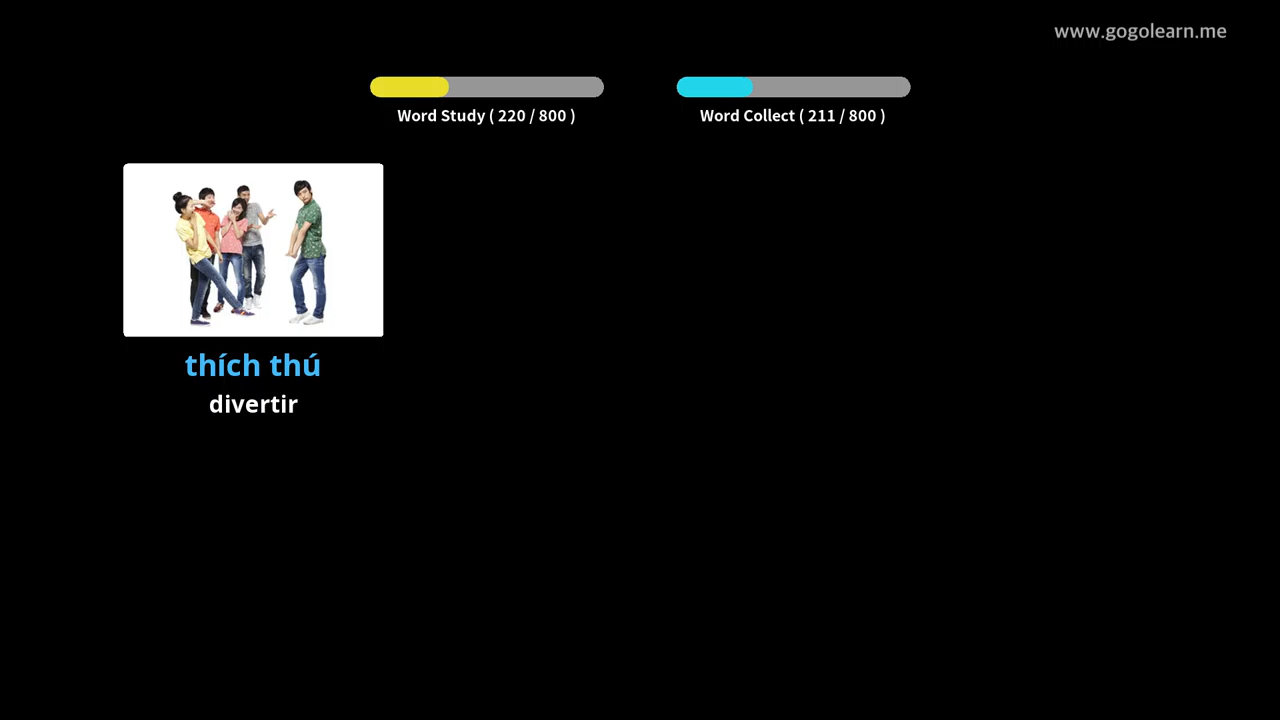 www.gogolearn.me
Word Study ( 220 / 800 )
Word Collect ( 211 / 800 )
thích thú
divertir